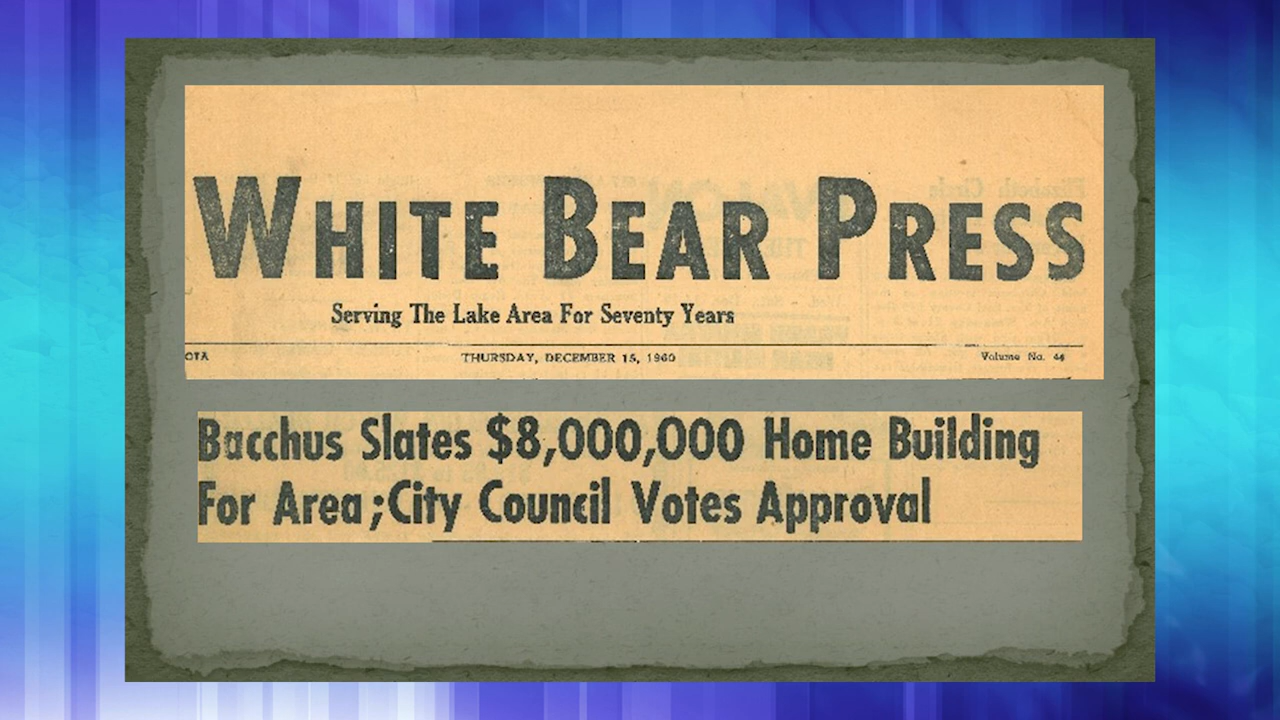 WHITE BEAR PRESS
Serving The Lake Area For Seventy Years
OTA THURSDAY, DECEMBER 15, 1960 Volume No. 44
Bacchus Slates $8,000,000 Home Building
For Area; City Council Votes Approval